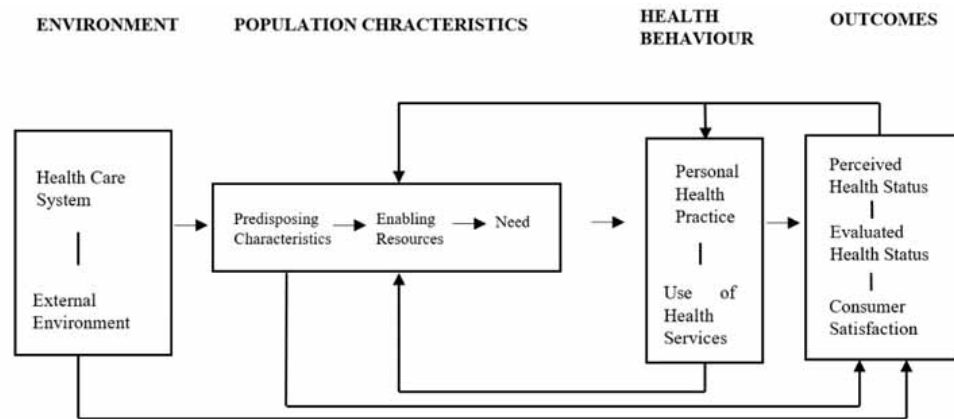 ENVIRONMENT
POPULATION CHRACTERISTICS
HEALTH
BEHAVIOUR
OUTCOMES
Health Care
System
External
Environment
Predisposing
Characteristics
Enabling
Resources
Need
Personal
Health
Practice
Use of
Health
Services
Perceived
Health Status
Evaluated
Health Status
Consumer
Satisfaction